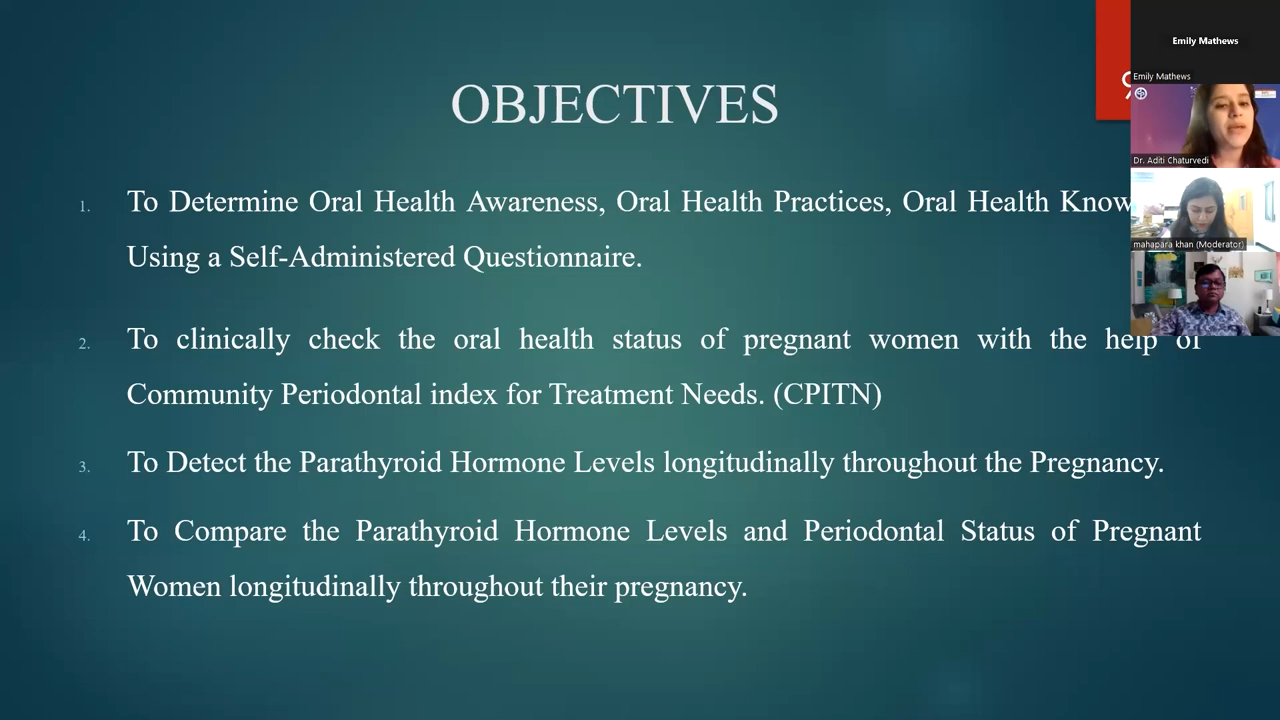 OBJECTIVES
1. To Determine Oral Health Awareness, Oral Health Practices, Oral Health
Using a Self-Administered Questionnaire.
2. To clinically check the oral health status of pregnant women with the help of
Community Periodontal index for Treatment Needs. (CPITN)
3. To Detect the Parathyroid Hormone Levels longitudinally throughout the Pregnancy.
4. To Compare the Parathyroid Hormone Levels and Periodontal Status of Pregnant
Women longitudinally throughout their pregnancy.
Emily Mathews
Emily Mathews
Dr. Aditi Chaturvedi
mahapara khan (Moderator)